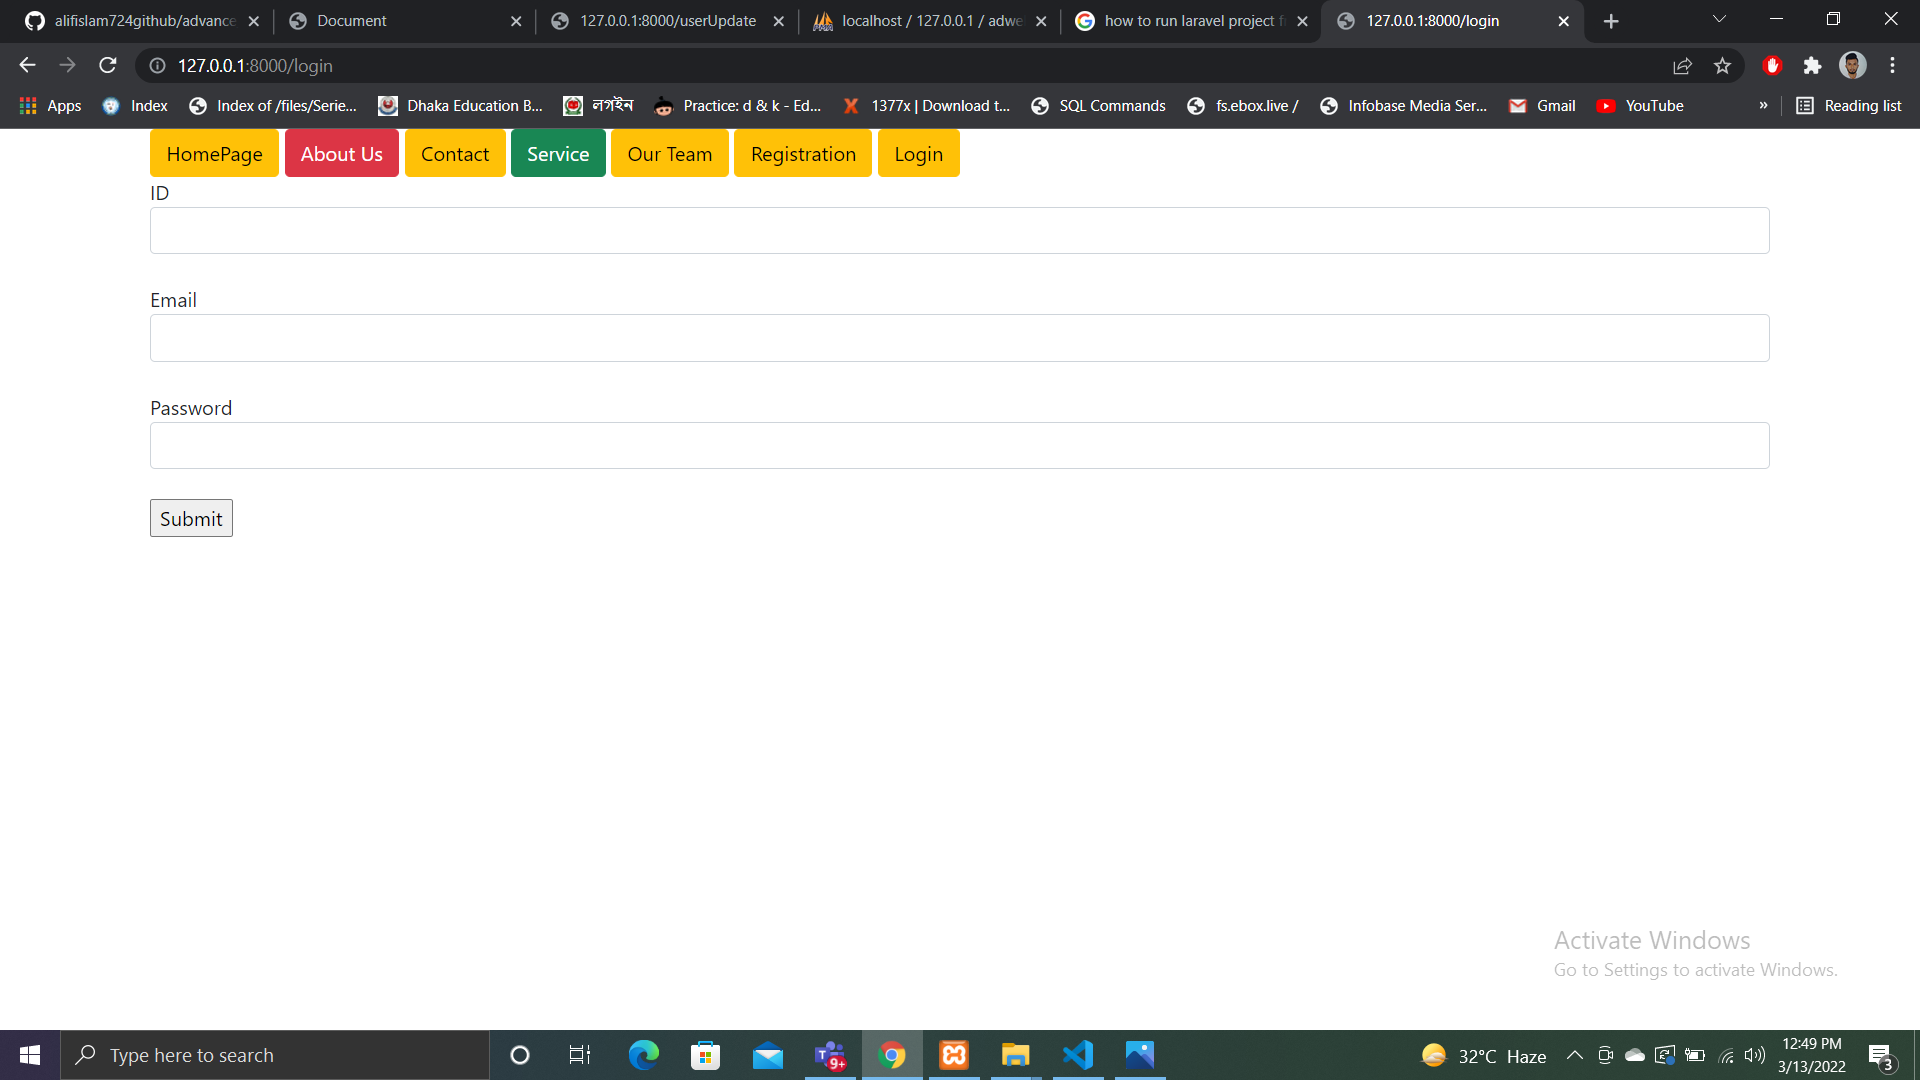 alifislam724github/advance
Document
127.0.0.1:8000/userUpdate
localhost / 127.0.0.1 / adwe
how to run laravel project f
127.0.0.1:8000/login
127.0.0.1:8000/login
Apps
Index
Index of /files/Serie...
Dhaka Education B...
লগইন
Practice: d & k - Ed...
1377x | Download t...
SQL Commands
fs.ebox.live /
Infobase Media Ser...
Gmail
YouTube
»
Reading list
HomePage
About Us
Contact
Service
Our Team
Registration
Login
ID
Email
Password
Submit
Activate Windows
Go to Settings to activate Windows.
Type here to search
9+
32°C Haze
12:49 PM
3/13/2022
3